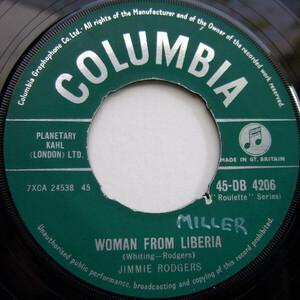 All rights of the Manufacturer and of the Owner of the recorded work reserved
Columbia Graphophone Co. Ltd.
COLUMBIA
PLANETARY
KAHL
(LONDON) LTD.
MADE IN GT. BRITAIN
7XCA 24538 45
45-DB 4206
"Roulette" Series)
MILLER
WOMAN FROM LIBERIA
(Whiting-Rodgers)
JIMMIE RODGERS
Unauthorised public performance, broadcasting and copying of this record prohibited